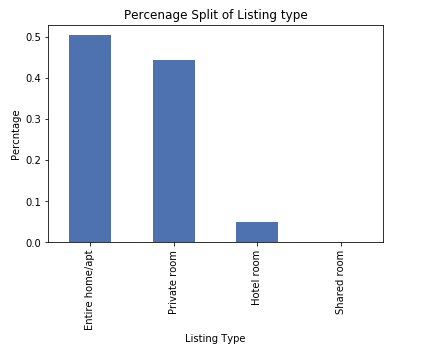 Percenage Split of Listing type
Percntage
0.5
0.4
0.3
0.2
0.1
0.0
Entire home/apt
Private room
Hotel room
Shared room
Listing Type